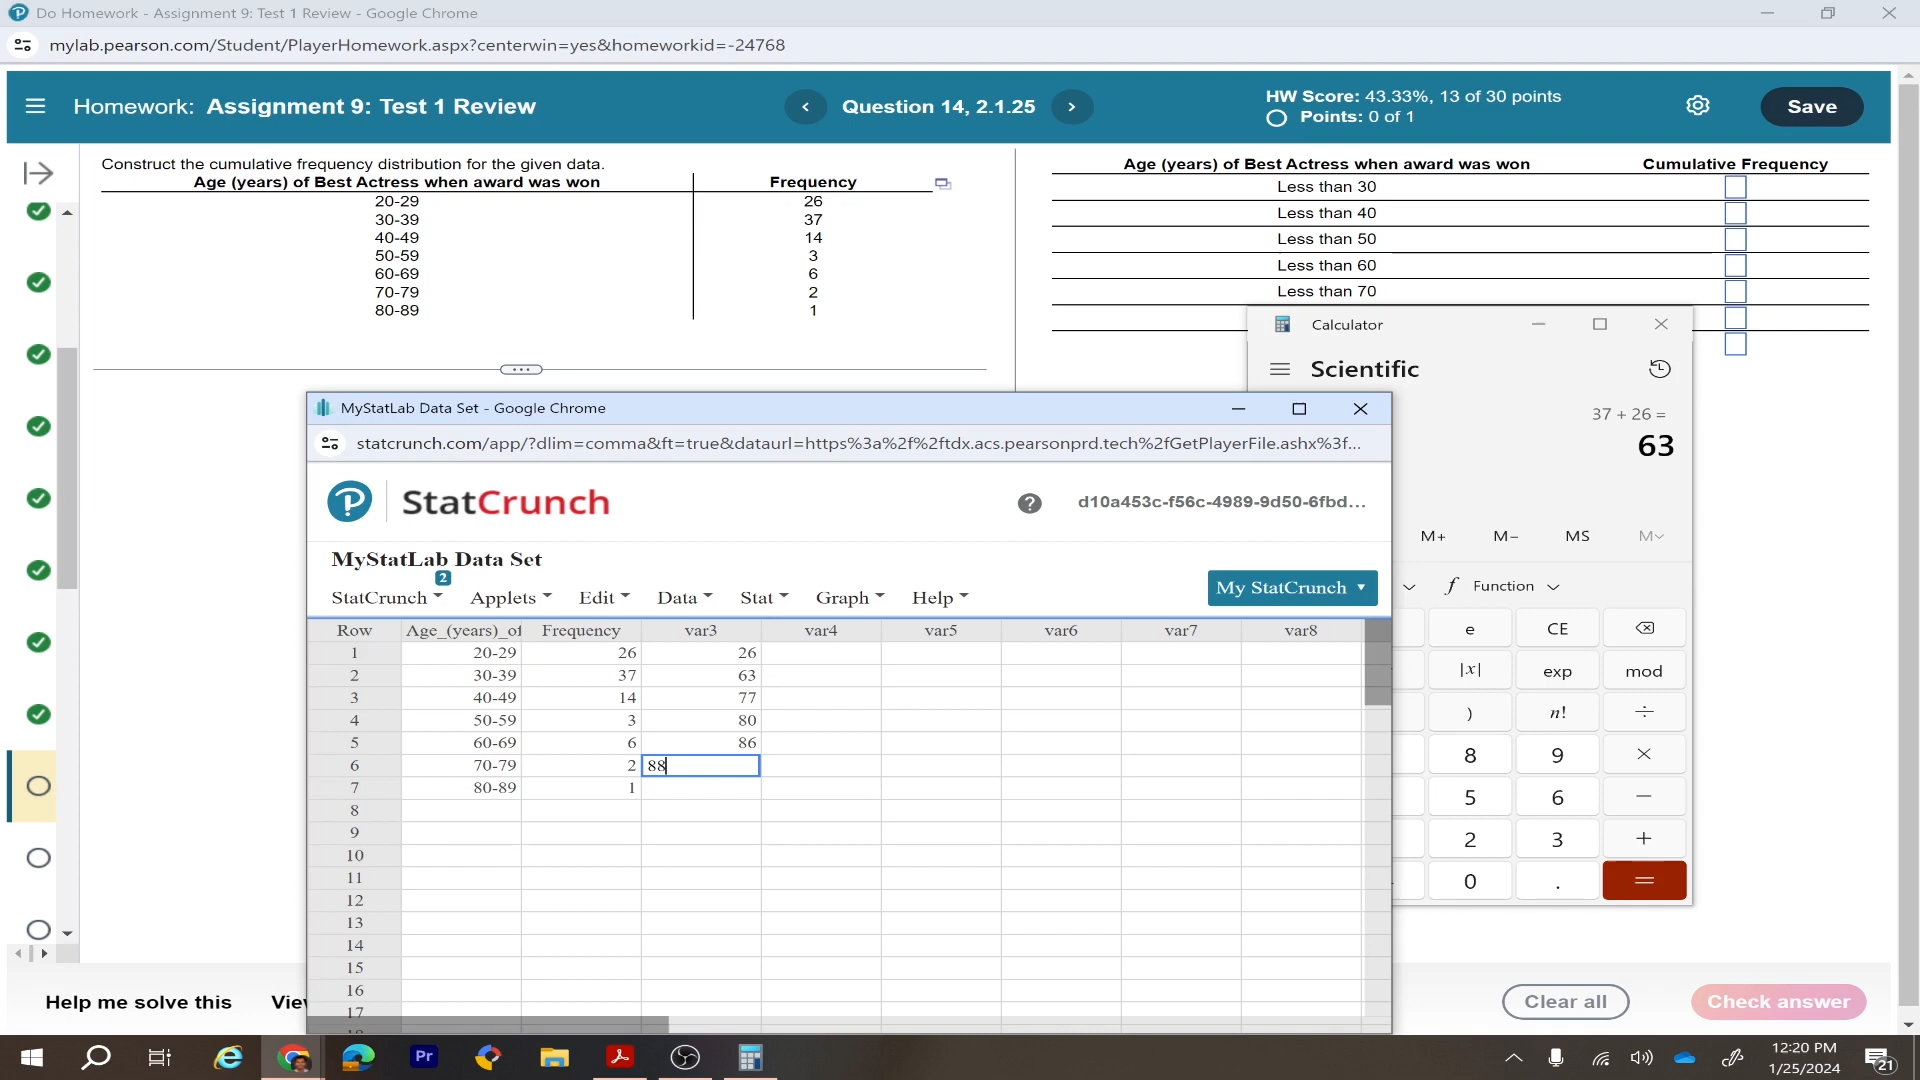 Do Homework - Assignment 9: Test 1 Review - Google Chrome
mylab.pearson.com/Student/PlayerHomework.aspx?centerwin=yes&homeworkid=-24768
Homework: Assignment 9: Test 1 Review
Question 14, 2.1.25
HW Score: 43.33%, 13 of 30 points
Points: 0 of 1
Save
Construct the cumulative frequency distribution for the given data.
Age (years) of Best Actress when award was won Frequency
20-29 26
30-39 37
40-49 14
50-59 3
60-69 6
70-79 2
80-89 1
Age (years) of Best Actress when award was won Cumulative Frequency
Less than 30
Less than 40
Less than 50
Less than 60
Less than 70
Calculator
Scientific
37 + 26 =
63
M+ M− MS M
Function
e CE
|x| exp mod
) n! ÷
8 9 ×
5 6 −
2 3 +
0 . =
MyStatLab Data Set - Google Chrome
statcrunch.com/app/?dlim=comma&ft=true&dataurl=https%3a%2f%2ftdx.acs.pearsonprd.tech%2fGetPlayerFile.ashx%3f...
P
StatCrunch
d10a453c-f56c-4989-9d50-6fbd...
MyStatLab Data Set
2
StatCrunch Applets Edit Data Stat Graph Help
My StatCrunch
Row Age_(years)_of Frequency var3 var4 var5 var6 var7 var8
1 20-29 26 26
2 30-39 37 63
3 40-49 14 77
4 50-59 3 80
5 60-69 6 86
6 70-79 2 88
7 80-89 1
8
9
10
11
12
13
14
15
16
17
Help me solve this
Clear all
Check answer
Pr
12:20 PM
1/25/2024
21